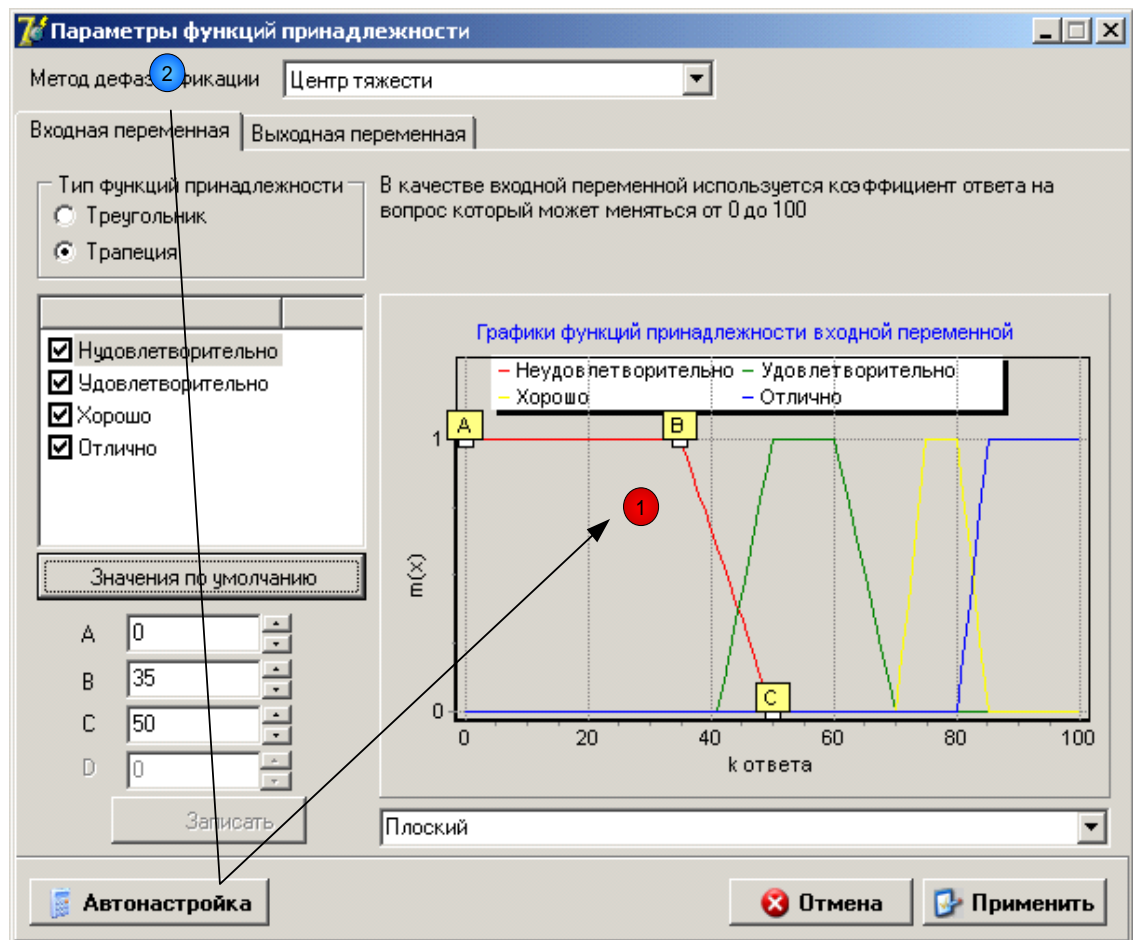 Параметры функций принадлежности
2
Метод дефаз фикации Центр тяжести
Входная переменная Выходная переменная
Тип функций принадлежности
Треугольник
Трапеция
В качестве входной переменной используется коэффициент ответа на
вопрос который может меняться от 0 до 100
Нудовлетворительно
Удовлетворительно
Хорошо
Отлично
Графики функций принадлежности входной переменной
Неудовлетворительно Удовлетворительно
Хорошо Отлично
A B
1
1
m(x)
C
0
0 20 40 60 80 100
k ответа
Значения по умолчанию
A 0
B 35
C 50
D 0
Записать
Плоский
Автонастройка Отмена Применить